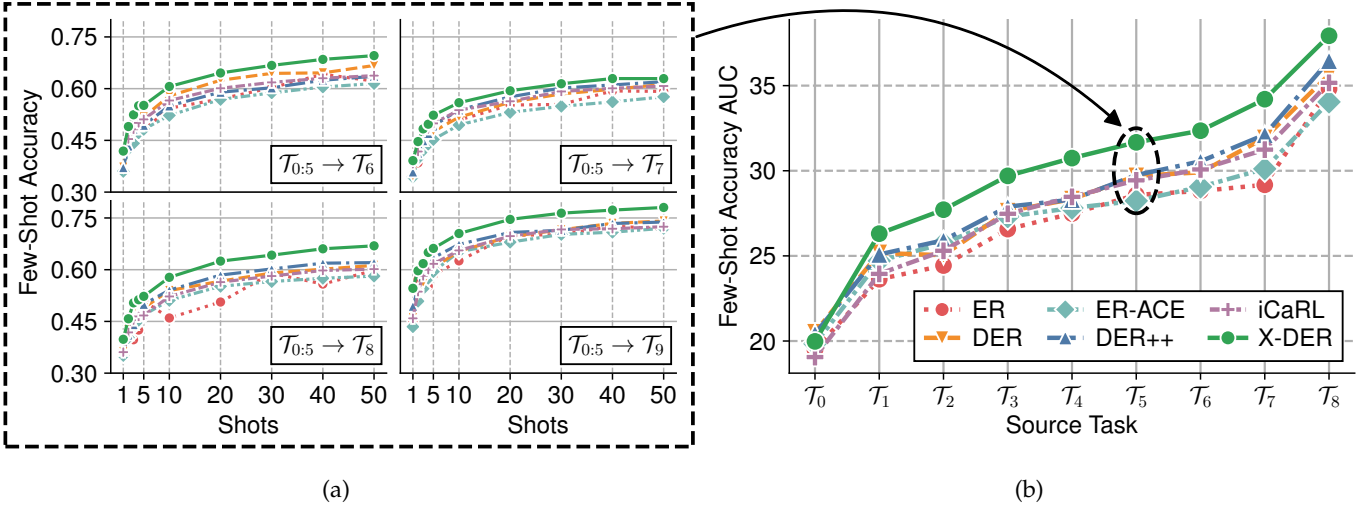 Few-Shot Accuracy
0.75
0.60
0.45
0.30
𝒯0:5 → 𝒯6
𝒯0:5 → 𝒯7
0.75
0.60
0.45
0.30
𝒯0:5 → 𝒯8
𝒯0:5 → 𝒯9
1 5 10 20 30 40 50
1 5 10 20 30 40 50
Shots
Shots
(a)
Few-Shot Accuracy AUC
35
30
25
20
ER
DER
ER-ACE
DER++
iCaRL
X-DER
𝒯0 𝒯1 𝒯2 𝒯3 𝒯4 𝒯5 𝒯6 𝒯7 𝒯8
Source Task
(b)